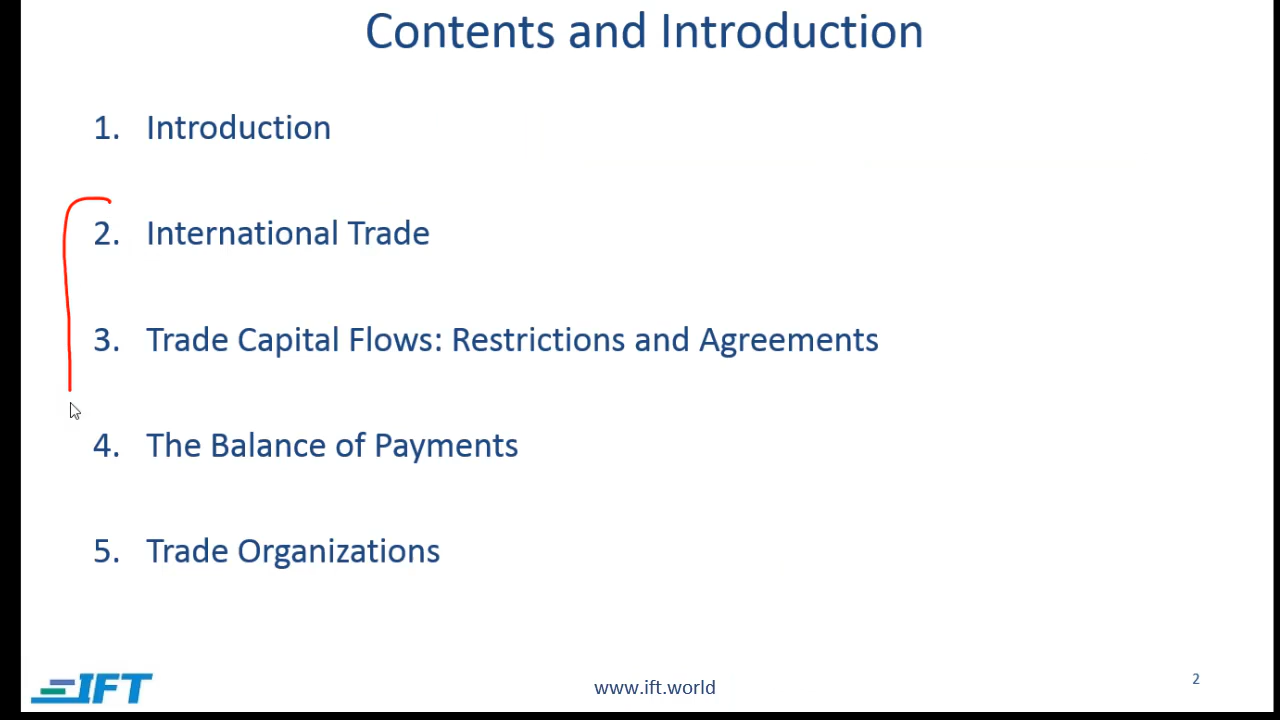 Contents and Introduction
1. Introduction
2. International Trade
3. Trade Capital Flows: Restrictions and Agreements
4. The Balance of Payments
5. Trade Organizations
IFT
www.ift.world
2